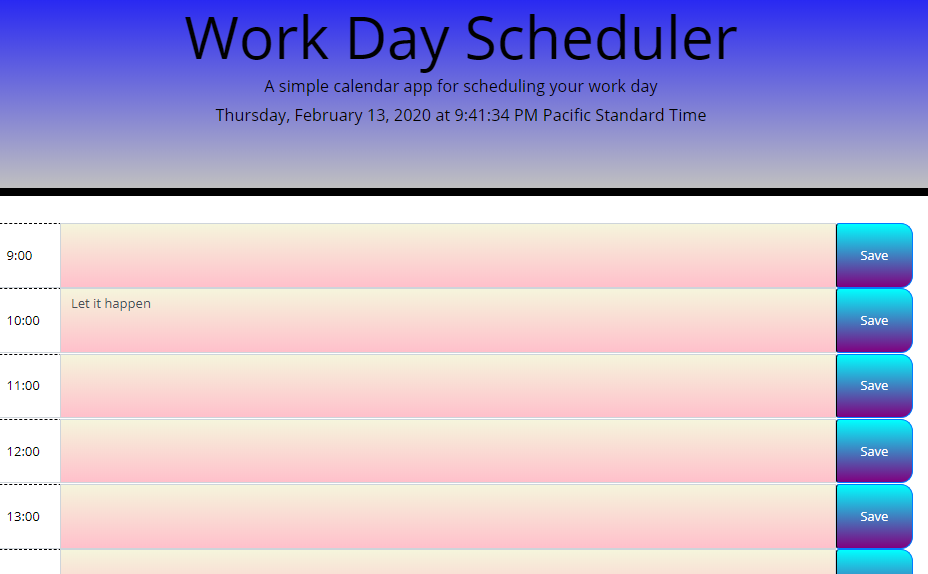 Work Day Scheduler
A simple calendar app for scheduling your work day
Thursday, February 13, 2020 at 9:41:34 PM Pacific Standard Time
9:00 Save
10:00 Let it happen Save
11:00 Save
12:00 Save
13:00 Save